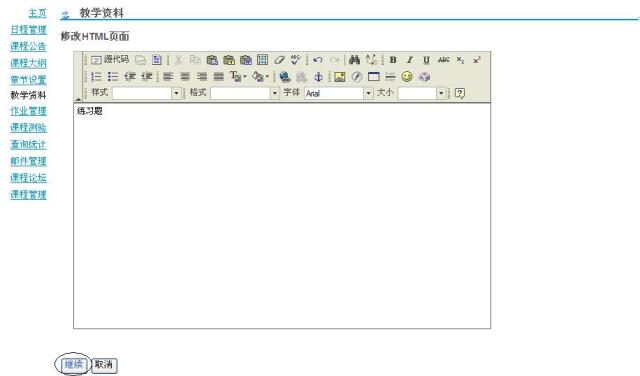 主页
日程管理
课程公告
课程大纲
章节设置
教学资料
作业管理
课程测验
查询统计
邮件管理
课程论坛
课程管理
教学资料
修改HTML页面
源代码
B I U ABC x₂ x²
样式 格式 字体 Arial 大小
练习题
继续 取消